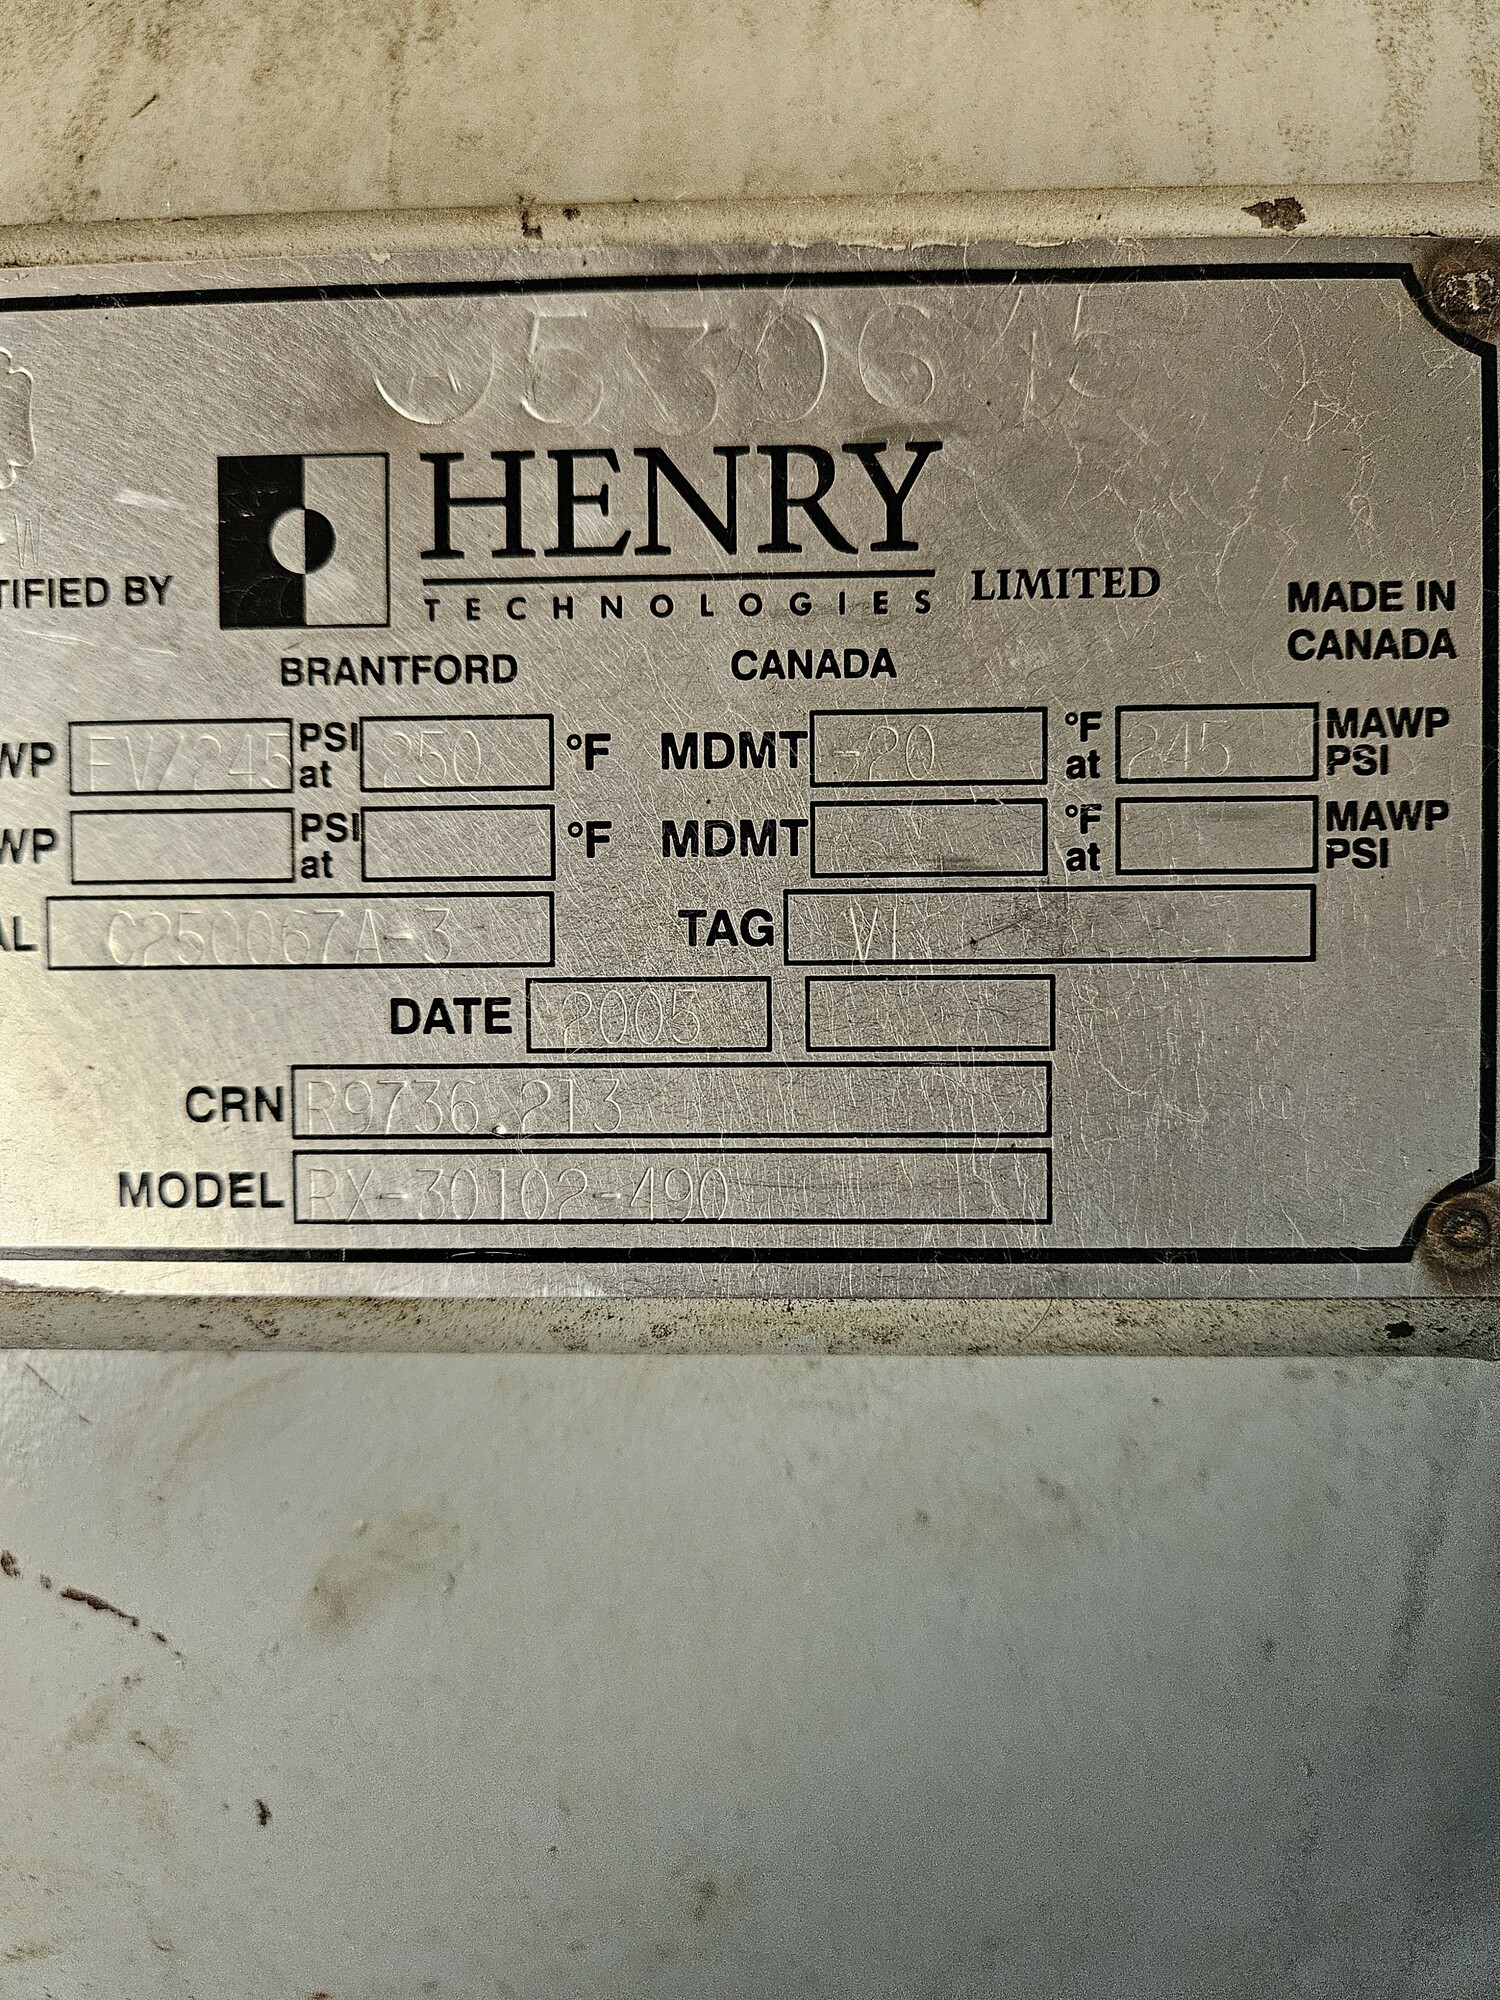 W
TIFIED BY
HENRY
TECHNOLOGIES LIMITED
MADE IN
CANADA
BRANTFORD CANADA
WP FV/245 PSI at 250 °F MDMT -20 °F at 245 MAWP PSI
WP PSI at °F MDMT °F at MAWP PSI
AL C250067A-3 TAG V1
DATE 2005
CRN R9736.213
MODEL RX-30102-490